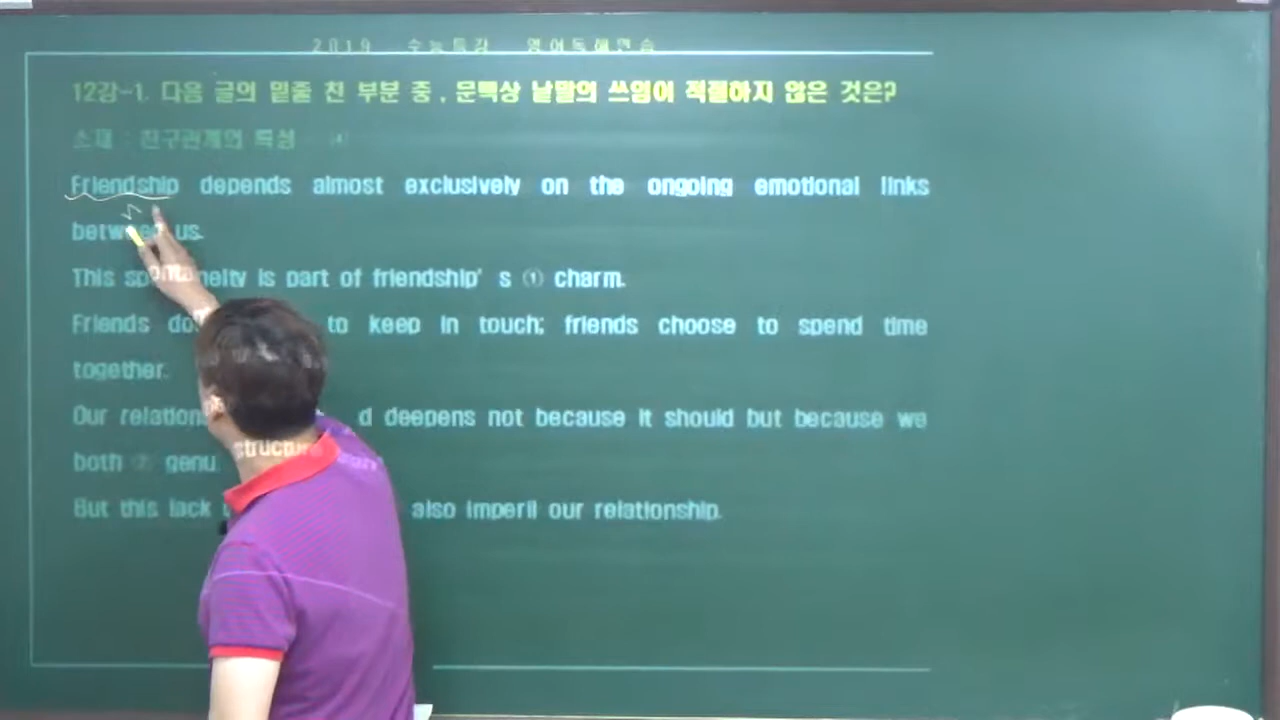 2019 수능특강 영어독해연습
12강-1. 다음 글의 밑줄 친 부분 중, 문맥상 낱말의 쓰임이 적절하지 않은 것은?
소재 : 친구관계의 특성
Friendship depends almost exclusively on the ongoing emotional links
between us.
This spontaneity is part of friendship's ① charm.
Friends do to keep in touch; friends choose to spend time
together.
Our relation d deepens not because it should but because we
both ② genu
But this lack structure also imperil our relationship.